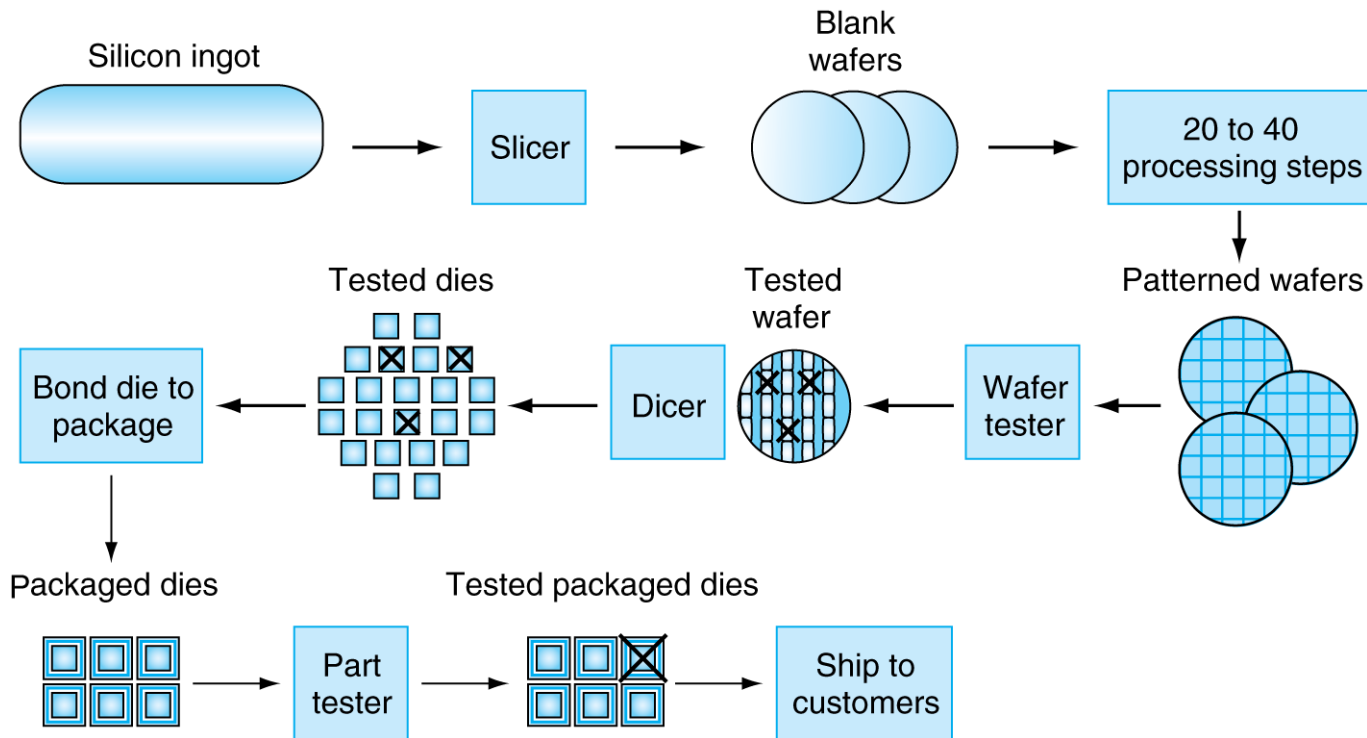 Silicon ingot
Slicer
Blank
wafers
20 to 40
processing steps
Patterned wafers
Wafer
tester
Tested
wafer
Dicer
Tested dies
Bond die to
package
Packaged dies
Part
tester
Tested packaged dies
Ship to
customers